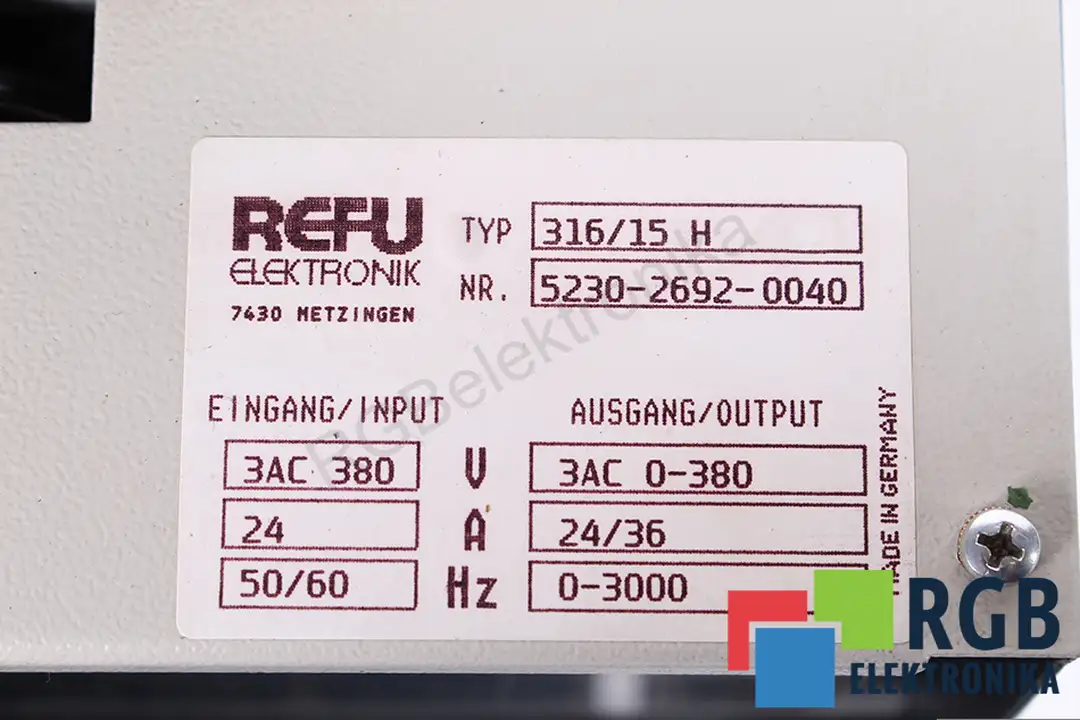 REFU
ELEKTRONIK
7430 METZINGEN
TYP 316/15 H
NR. 5230-2692-0040
EINGANG/INPUT AUSGANG/OUTPUT
3AC 380 V 3AC 0-380
24 A 24/36
50/60 Hz 0-3000
MADE IN GERMANY
RGBelektronika
RGB
ELEKTRONIKA